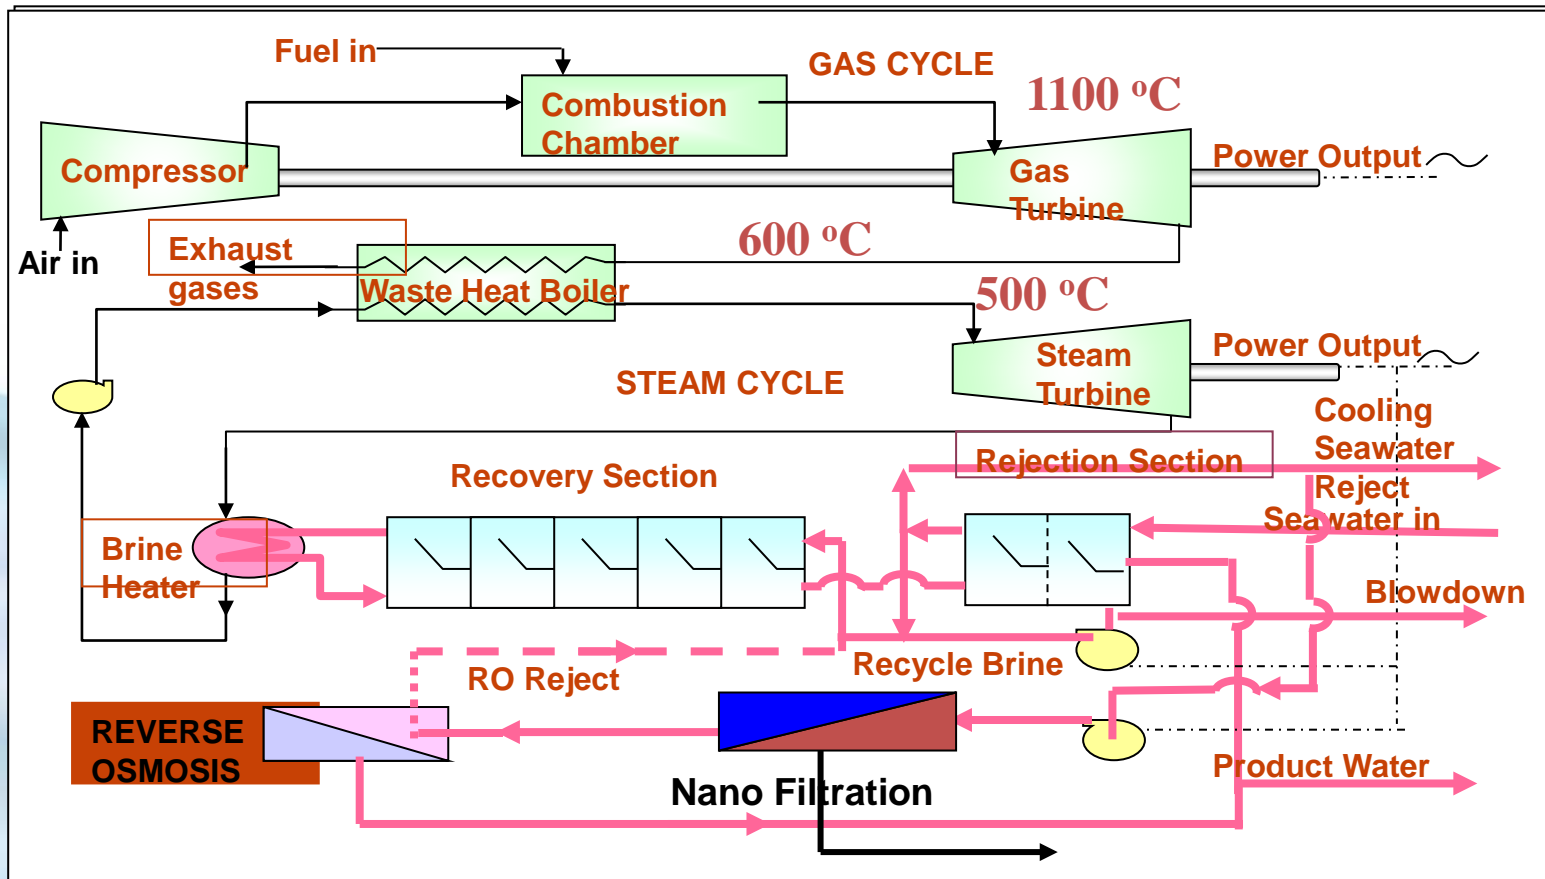 Fuel in
GAS CYCLE
1100 °C
Combustion
Chamber
Compressor
Gas
Turbine
Power Output
Air in
Exhaust
gases
600 °C
Waste Heat Boiler
500 °C
Steam
Turbine
Power Output
STEAM CYCLE
Cooling
Seawater
Reject
Recovery Section
Rejection Section
Seawater in
Brine
Heater
Blowdown
RO Reject
Recycle Brine
REVERSE
OSMOSIS
Nano Filtration
Product Water